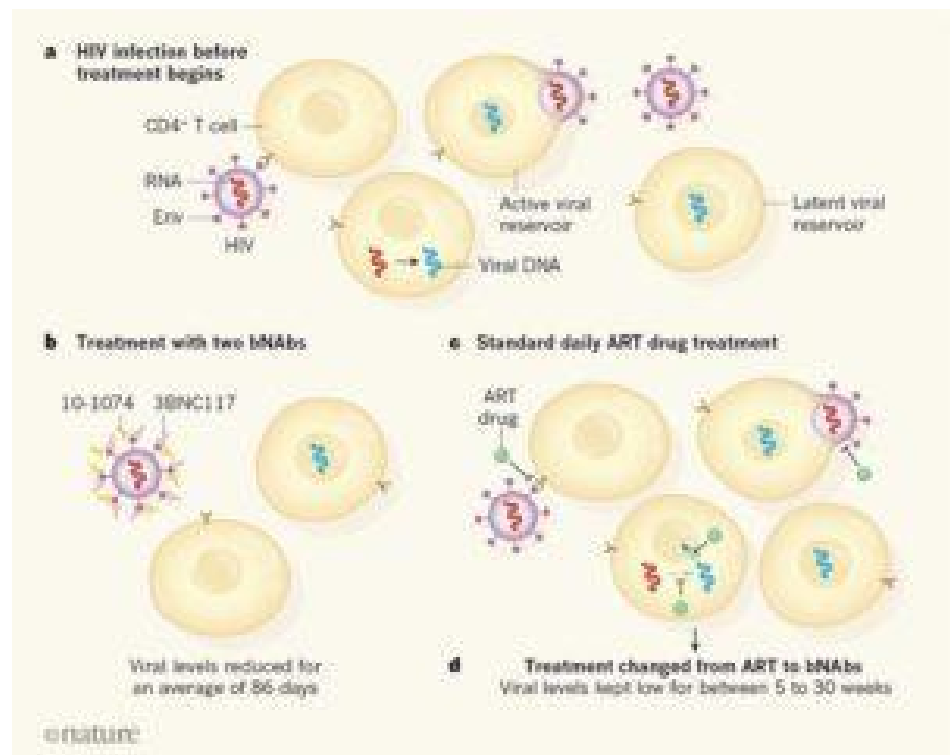 a HIV infection before
treatment begins
CD4+ T cell
RNA
Env
HIV
Active viral
reservoir
Viral DNA
Latent viral
reservoir
b Treatment with two bNAbs
10-1074 3BNC117
Viral levels reduced for
an average of 86 days
c Standard daily ART drug treatment
ART
drug
d Treatment changed from ART to bNAbs
Viral levels kept low for between 5 to 30 weeks
©nature